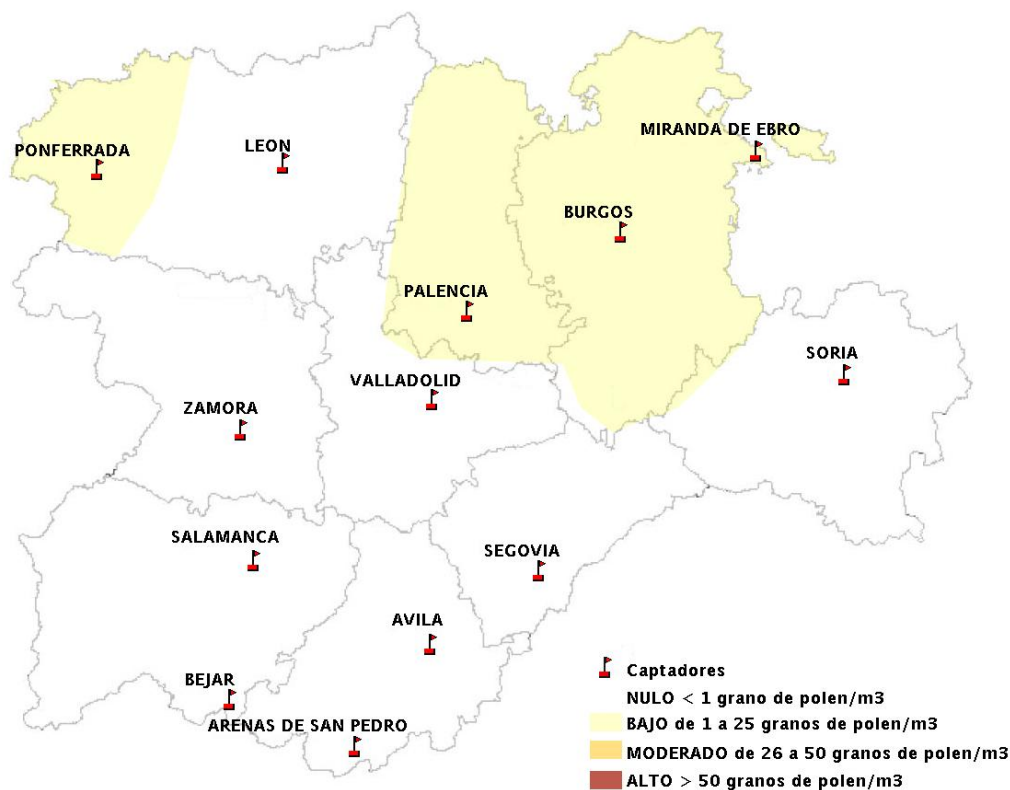 MIRANDA DE EBRO
PONFERRADA
LEON
BURGOS
PALENCIA
SORIA
VALLADOLID
ZAMORA
SALAMANCA
SEGOVIA
AVILA
BEJAR
ARENAS DE SAN PEDRO
Captadores
NULO < 1 grano de polen/m3
BAJO de 1 a 25 granos de polen/m3
MODERADO de 26 a 50 granos de polen/m3
ALTO > 50 granos de polen/m3